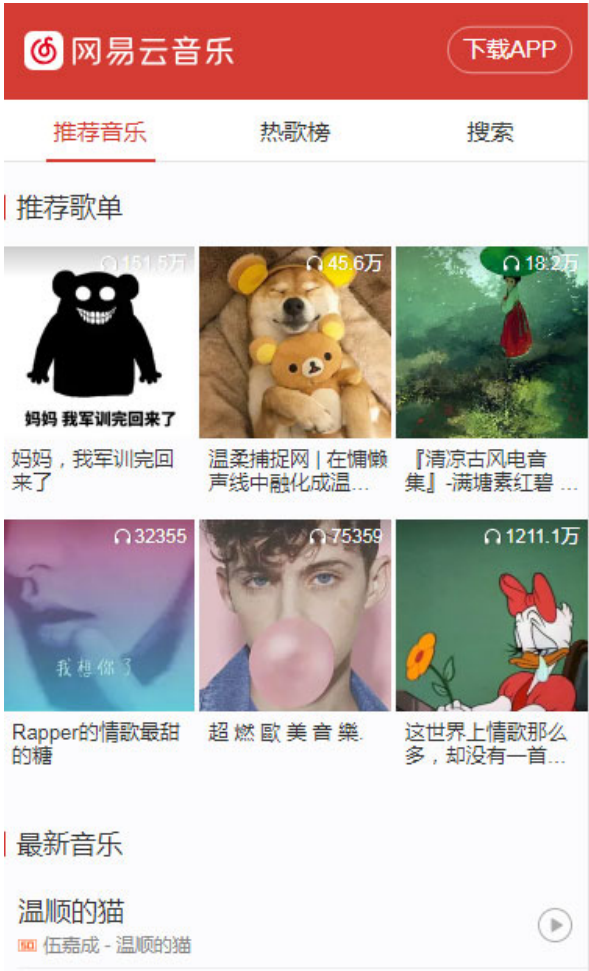 网易云音乐
下载APP
推荐音乐
热歌榜
搜索
推荐歌单
151.5万
45.6万
18.2万
妈妈 我军训完回来了
妈妈，我军训完回
来了
温柔捕捉网 | 在慵懒
声线中融化成温...
『清凉古风电音
集』-满塘素红碧 ...
32355
75359
1211.1万
我想你了
Rapper的情歌最甜
的糖
超 燃 歐 美 音 樂.
这世界上情歌那么
多，却没有一首...
最新音乐
温顺的猫
SQ 伍嘉成 - 温顺的猫